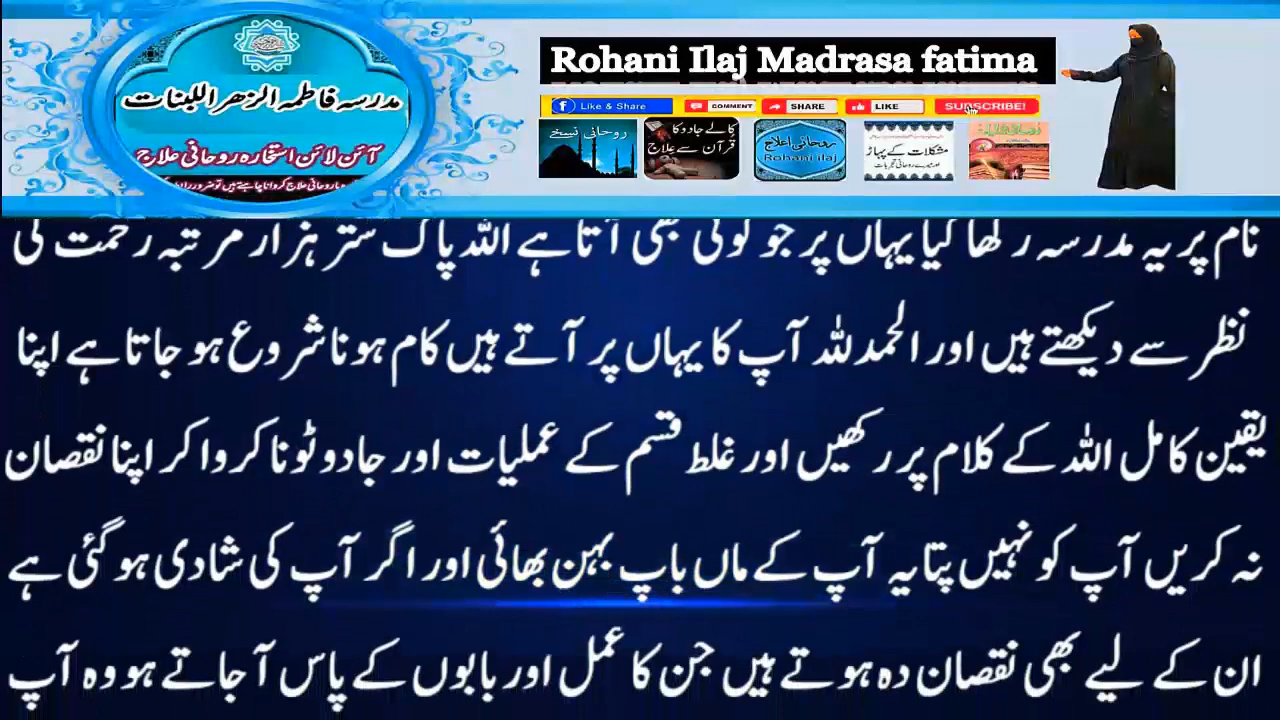 مدرسہ فاطمہ الزھرا للبنات
آئن لائن استخارہ روحانی علاج
Rohani Ilaj Madrasa fatima
Like & Share
COMMENT
SHARE
LIKE
SUBSCRIBE!
روحانی نسخے
کالے جادو کا
قرآن سے علاج
روحانی علاج
Rohani ilaj
مشکلات کے پہاڑ
نام پر یہ مدرسہ رکھا گیا یہاں پر جو کوئی بھی آتا ہے اللہ پاک ستر ہزار مرتبہ رحمت کی
نظر سے دیکھتے ہیں اور الحمدللہ آپ کا یہاں پر آتے ہیں کام ہونا شروع ہو جاتا ہے اپنا
یقین کامل اللہ کے کلام پر رکھیں اور غلط قسم کے عملیات اور جادو ٹونا کروا کر اپنا نقصان
نہ کریں آپ کو نہیں پتا یہ آپ کے ماں باپ بہن بھائی اور اگر آپ کی شادی ہو گئی ہے
ان کے لیے بھی نقصان دہ ہوتے ہیں جن کا عمل اور بابوں کے پاس آ جاتے ہو وہ آپ